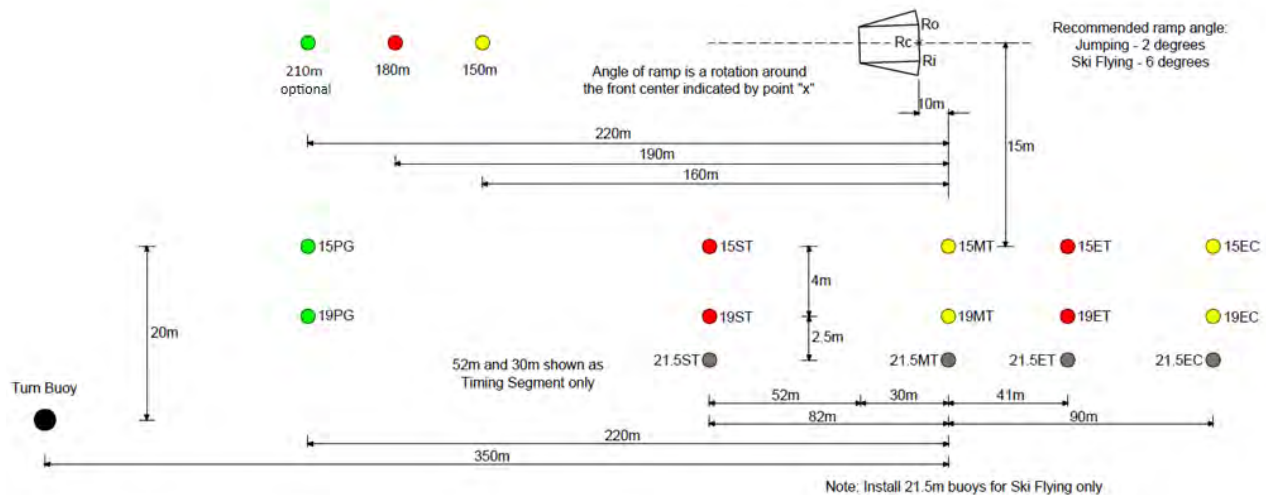 Ro
Rc
x
Ri
Recommended ramp angle:
Jumping - 2 degrees
Ski Flying - 6 degrees
210m
optional
180m
150m
Angle of ramp is a rotation around
the front center indicated by point "x"
10m
220m
190m
160m
15m
15PG
15ST
15MT
15ET
15EC
4m
20m
19PG
19ST
19MT
19ET
19EC
2.5m
52m and 30m shown as
Timing Segment only
21.5ST
21.5MT
21.5ET
21.5EC
Turn Buoy
52m
30m
41m
82m
90m
220m
350m
Note: Install 21.5m buoys for Ski Flying only